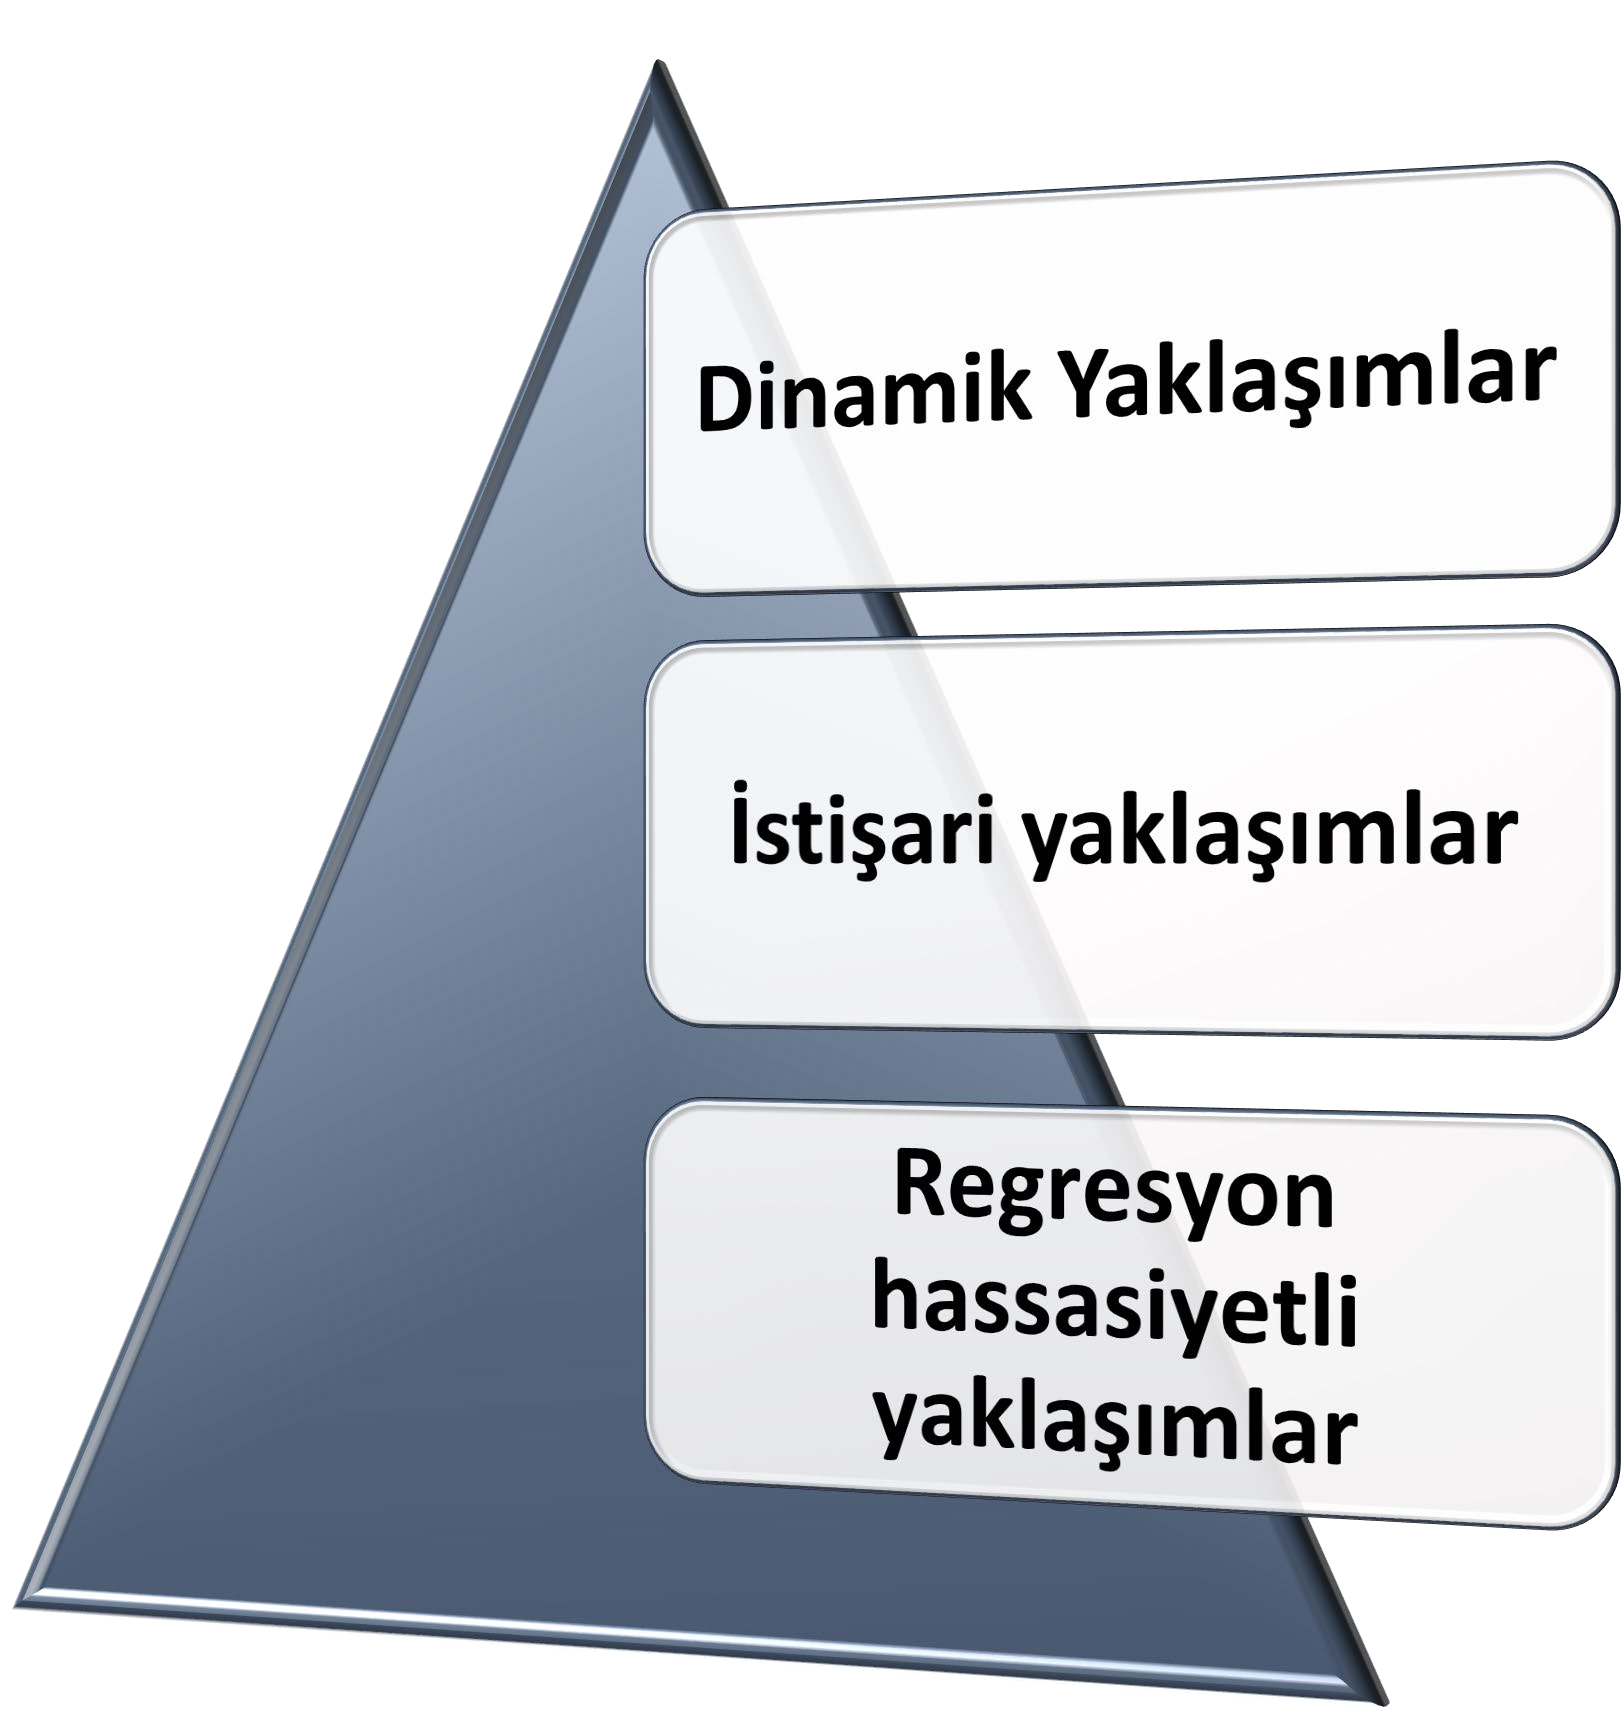 Dinamik Yaklaşımlar
İstişari yaklaşımlar
Regresyon
hassasiyetli
yaklaşımlar